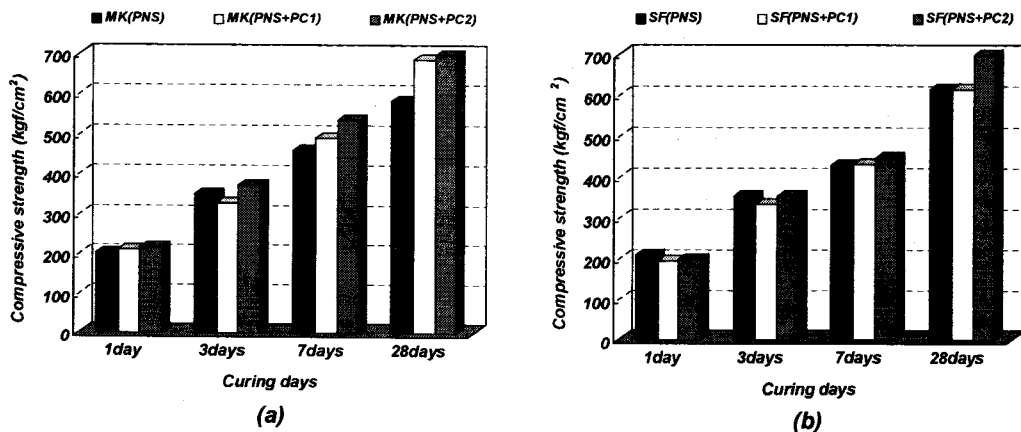 MK(PNS) MK(PNS+PC1) MK(PNS+PC2)
Compressive strength (kgf/cm²)
700
600
500
400
300
200
100
0
1day 3days 7days 28days
Curing days
(a)
SF(PNS) SF(PNS+PC1) SF(PNS+PC2)
Compressive strength (kgf/cm²)
700
600
500
400
300
200
100
0
1day 3days 7days 28days
Curing days
(b)